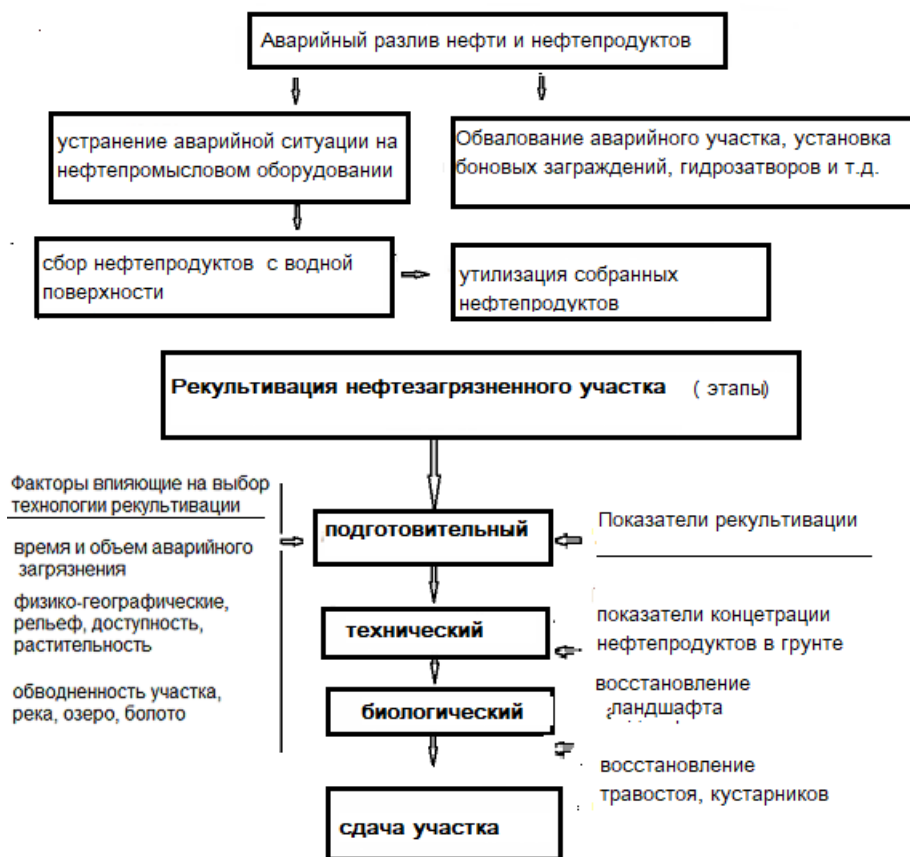 Аварийный разлив нефти и нефтепродуктов
устранение аварийной ситуации на
нефтепромысловом оборудовании
Обвалование аварийного участка, установка
боновых заграждений, гидрозатворов и т.д.
сбор нефтепродуктов с водной
поверхности
утилизация собранных
нефтепродуктов
Рекультивация нефтезагрязненного участка ( этапы)
Факторы влияющие на выбор
технологии рекультивации
время и объем аварийного
загрязнения
физико-географические,
рельеф, доступность,
растительность
обводненность участка,
река, озеро, болото
подготовительный
технический
биологический
сдача участка
Показатели рекультивации
показатели концетрации
нефтепродуктов в грунте
восстановление
ландшафта
восстановление
травостоя, кустарников